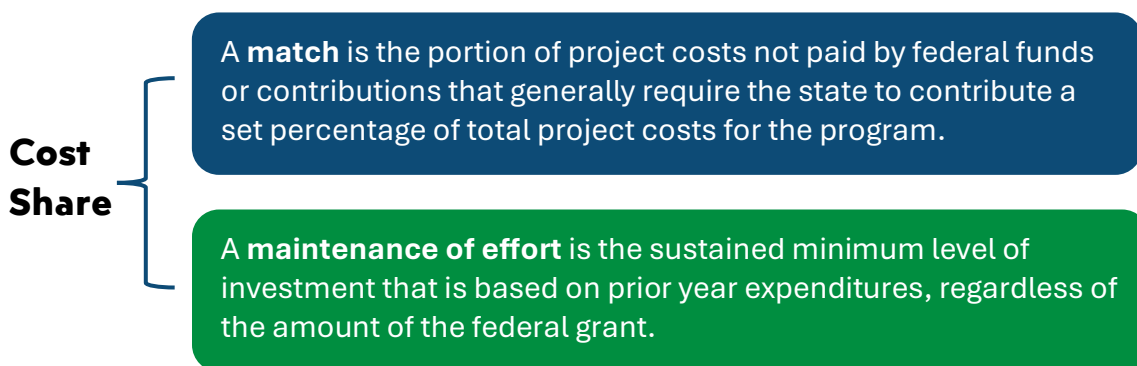 Cost
Share
A match is the portion of project costs not paid by federal funds
or contributions that generally require the state to contribute a
set percentage of total project costs for the program.
A maintenance of effort is the sustained minimum level of
investment that is based on prior year expenditures, regardless of
the amount of the federal grant.